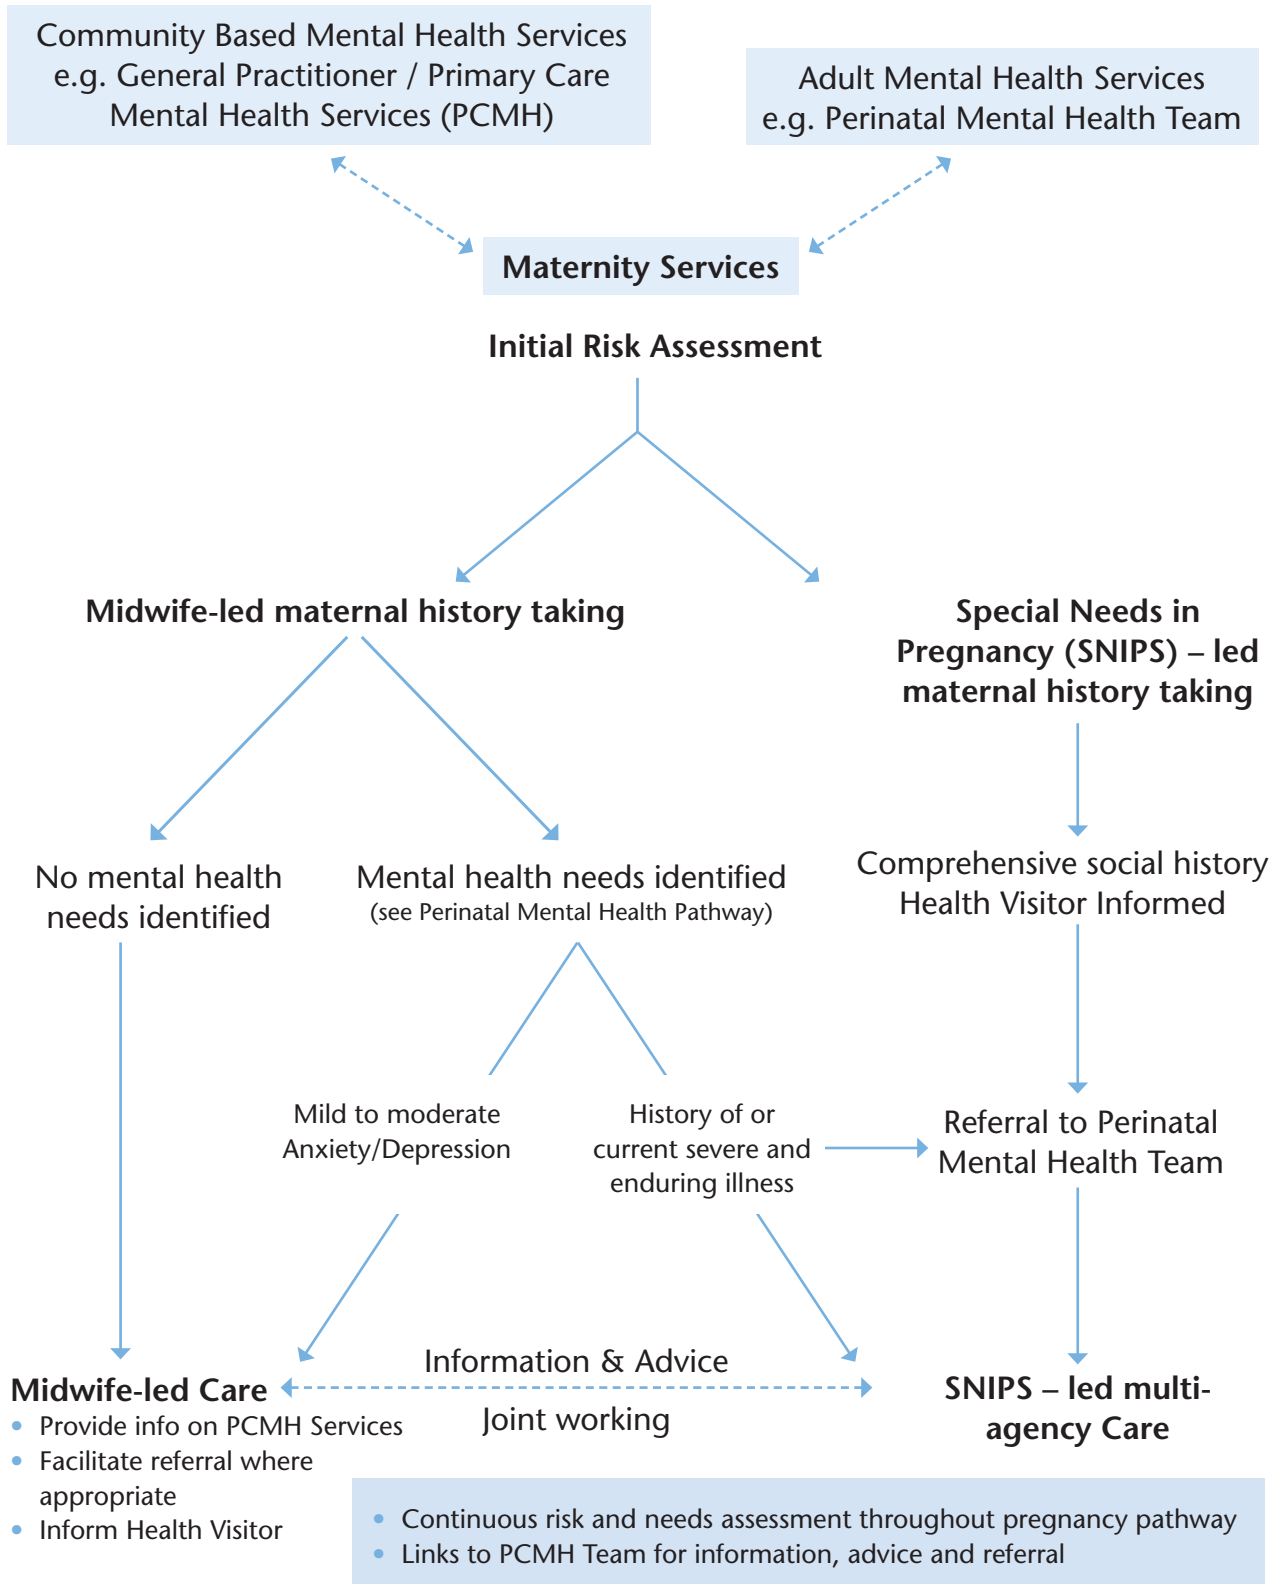 Community Based Mental Health Services
e.g. General Practitioner / Primary Care
Mental Health Services (PCMH)
Adult Mental Health Services
e.g. Perinatal Mental Health Team
Maternity Services
Initial Risk Assessment
Midwife-led maternal history taking
Special Needs in
Pregnancy (SNIPS) – led
maternal history taking
No mental health
needs identified
Mental health needs identified
(see Perinatal Mental Health Pathway)
Comprehensive social history
Health Visitor Informed
Mild to moderate
Anxiety/Depression
History of or
current severe and
enduring illness
Referral to Perinatal
Mental Health Team
Information & Advice
Joint working
Midwife-led Care
• Provide info on PCMH Services
• Facilitate referral where
appropriate
• Inform Health Visitor
SNIPS – led multi-
agency Care
• Continuous risk and needs assessment throughout pregnancy pathway
• Links to PCMH Team for information, advice and referral